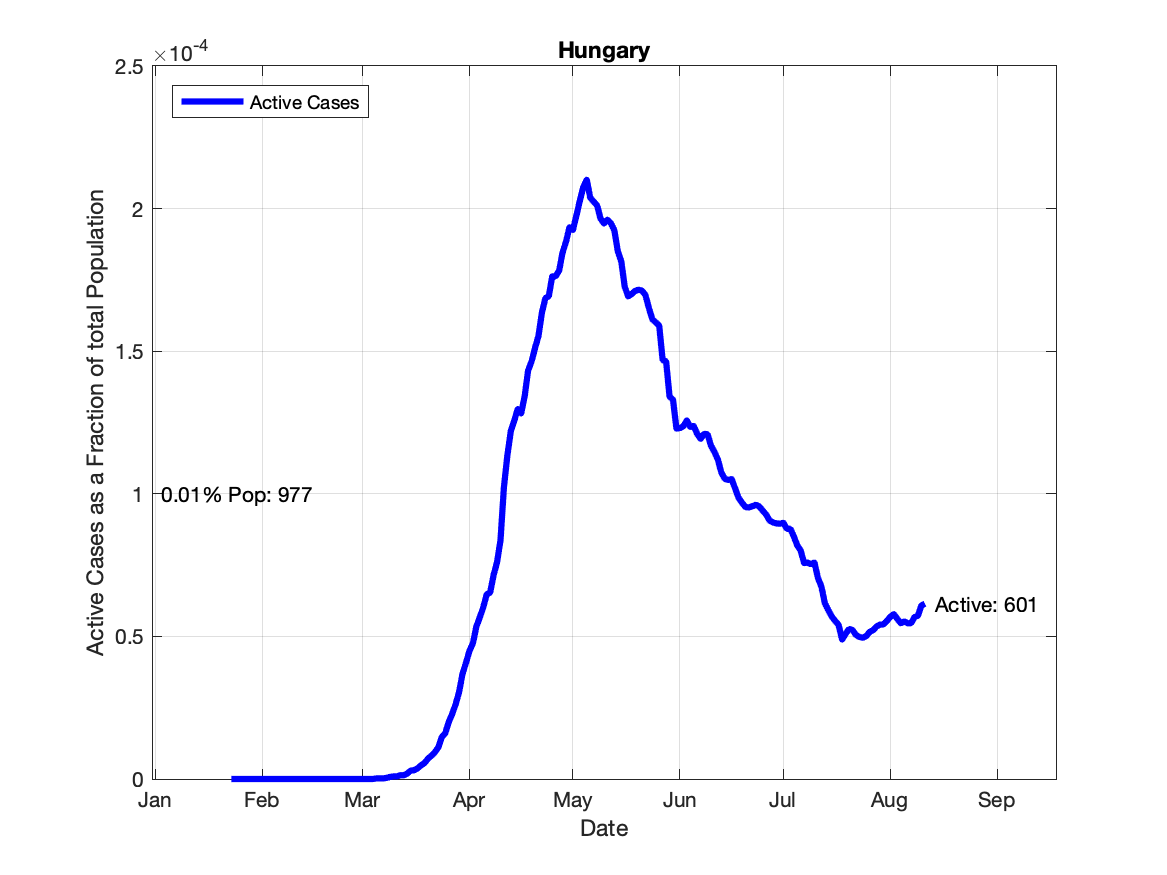 Hungary
×10-4
2.5
2
1.5
1
0.5
0
Active Cases as a Fraction of total Population
Active Cases
0.01% Pop: 977
Active: 601
Jan Feb Mar Apr May Jun Jul Aug Sep
Date